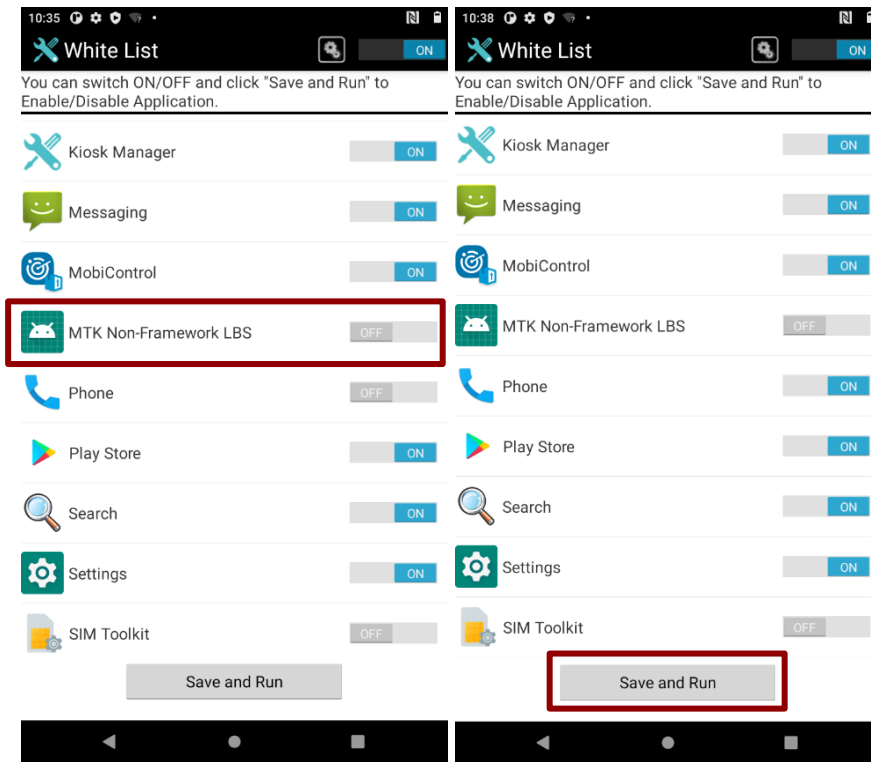 10:35
White List
ON
You can switch ON/OFF and click "Save and Run" to
Enable/Disable Application.
Kiosk Manager ON
Messaging ON
MobiControl ON
MTK Non-Framework LBS OFF
Phone OFF
Play Store ON
Search ON
Settings ON
SIM Toolkit OFF
Save and Run
10:38
White List
ON
You can switch ON/OFF and click "Save and Run" to
Enable/Disable Application.
Kiosk Manager ON
Messaging ON
MobiControl ON
MTK Non-Framework LBS OFF
Phone ON
Play Store ON
Search ON
Settings ON
SIM Toolkit OFF
Save and Run